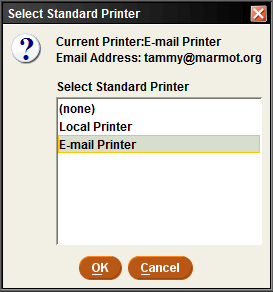 Select Standard Printer
Current Printer:E-mail Printer
Email Address: tammy@marmot.org
Select Standard Printer
(none)
Local Printer
E-mail Printer
OK Cancel